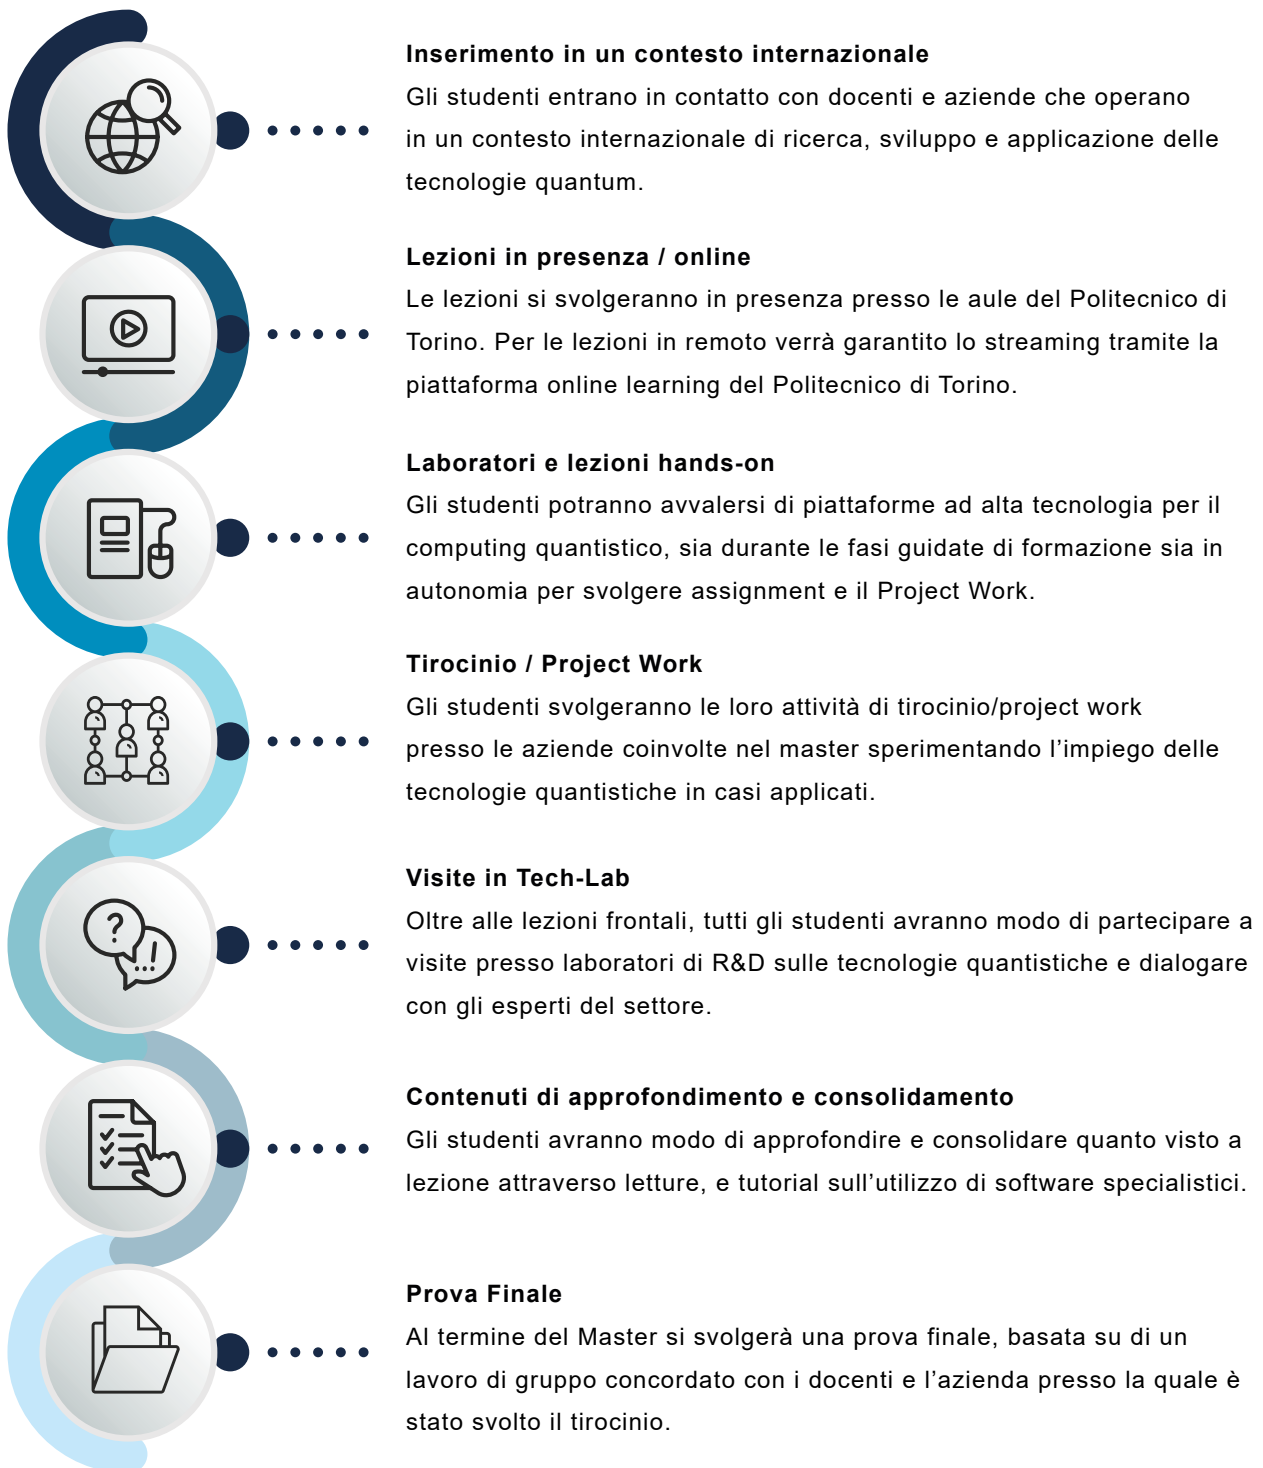 Inserimento in un contesto internazionale
Gli studenti entrano in contatto con docenti e aziende che operano
in un contesto internazionale di ricerca, sviluppo e applicazione delle
tecnologie quantum.
Lezioni in presenza / online
Le lezioni si svolgeranno in presenza presso le aule del Politecnico di
Torino. Per le lezioni in remoto verrà garantito lo streaming tramite la
piattaforma online learning del Politecnico di Torino.
Laboratori e lezioni hands-on
Gli studenti potranno avvalersi di piattaforme ad alta tecnologia per il
computing quantistico, sia durante le fasi guidate di formazione sia in
autonomia per svolgere assignment e il Project Work.
Tirocinio / Project Work
Gli studenti svolgeranno le loro attività di tirocinio/project work
presso le aziende coinvolte nel master sperimentando l’impiego delle
tecnologie quantistiche in casi applicati.
Visite in Tech-Lab
Oltre alle lezioni frontali, tutti gli studenti avranno modo di partecipare a
visite presso laboratori di R&D sulle tecnologie quantistiche e dialogare
con gli esperti del settore.
Contenuti di approfondimento e consolidamento
Gli studenti avranno modo di approfondire e consolidare quanto visto a
lezione attraverso letture, e tutorial sull’utilizzo di software specialistici.
Prova Finale
Al termine del Master si svolgerà una prova finale, basata su di un
lavoro di gruppo concordato con i docenti e l’azienda presso la quale è
stato svolto il tirocinio.